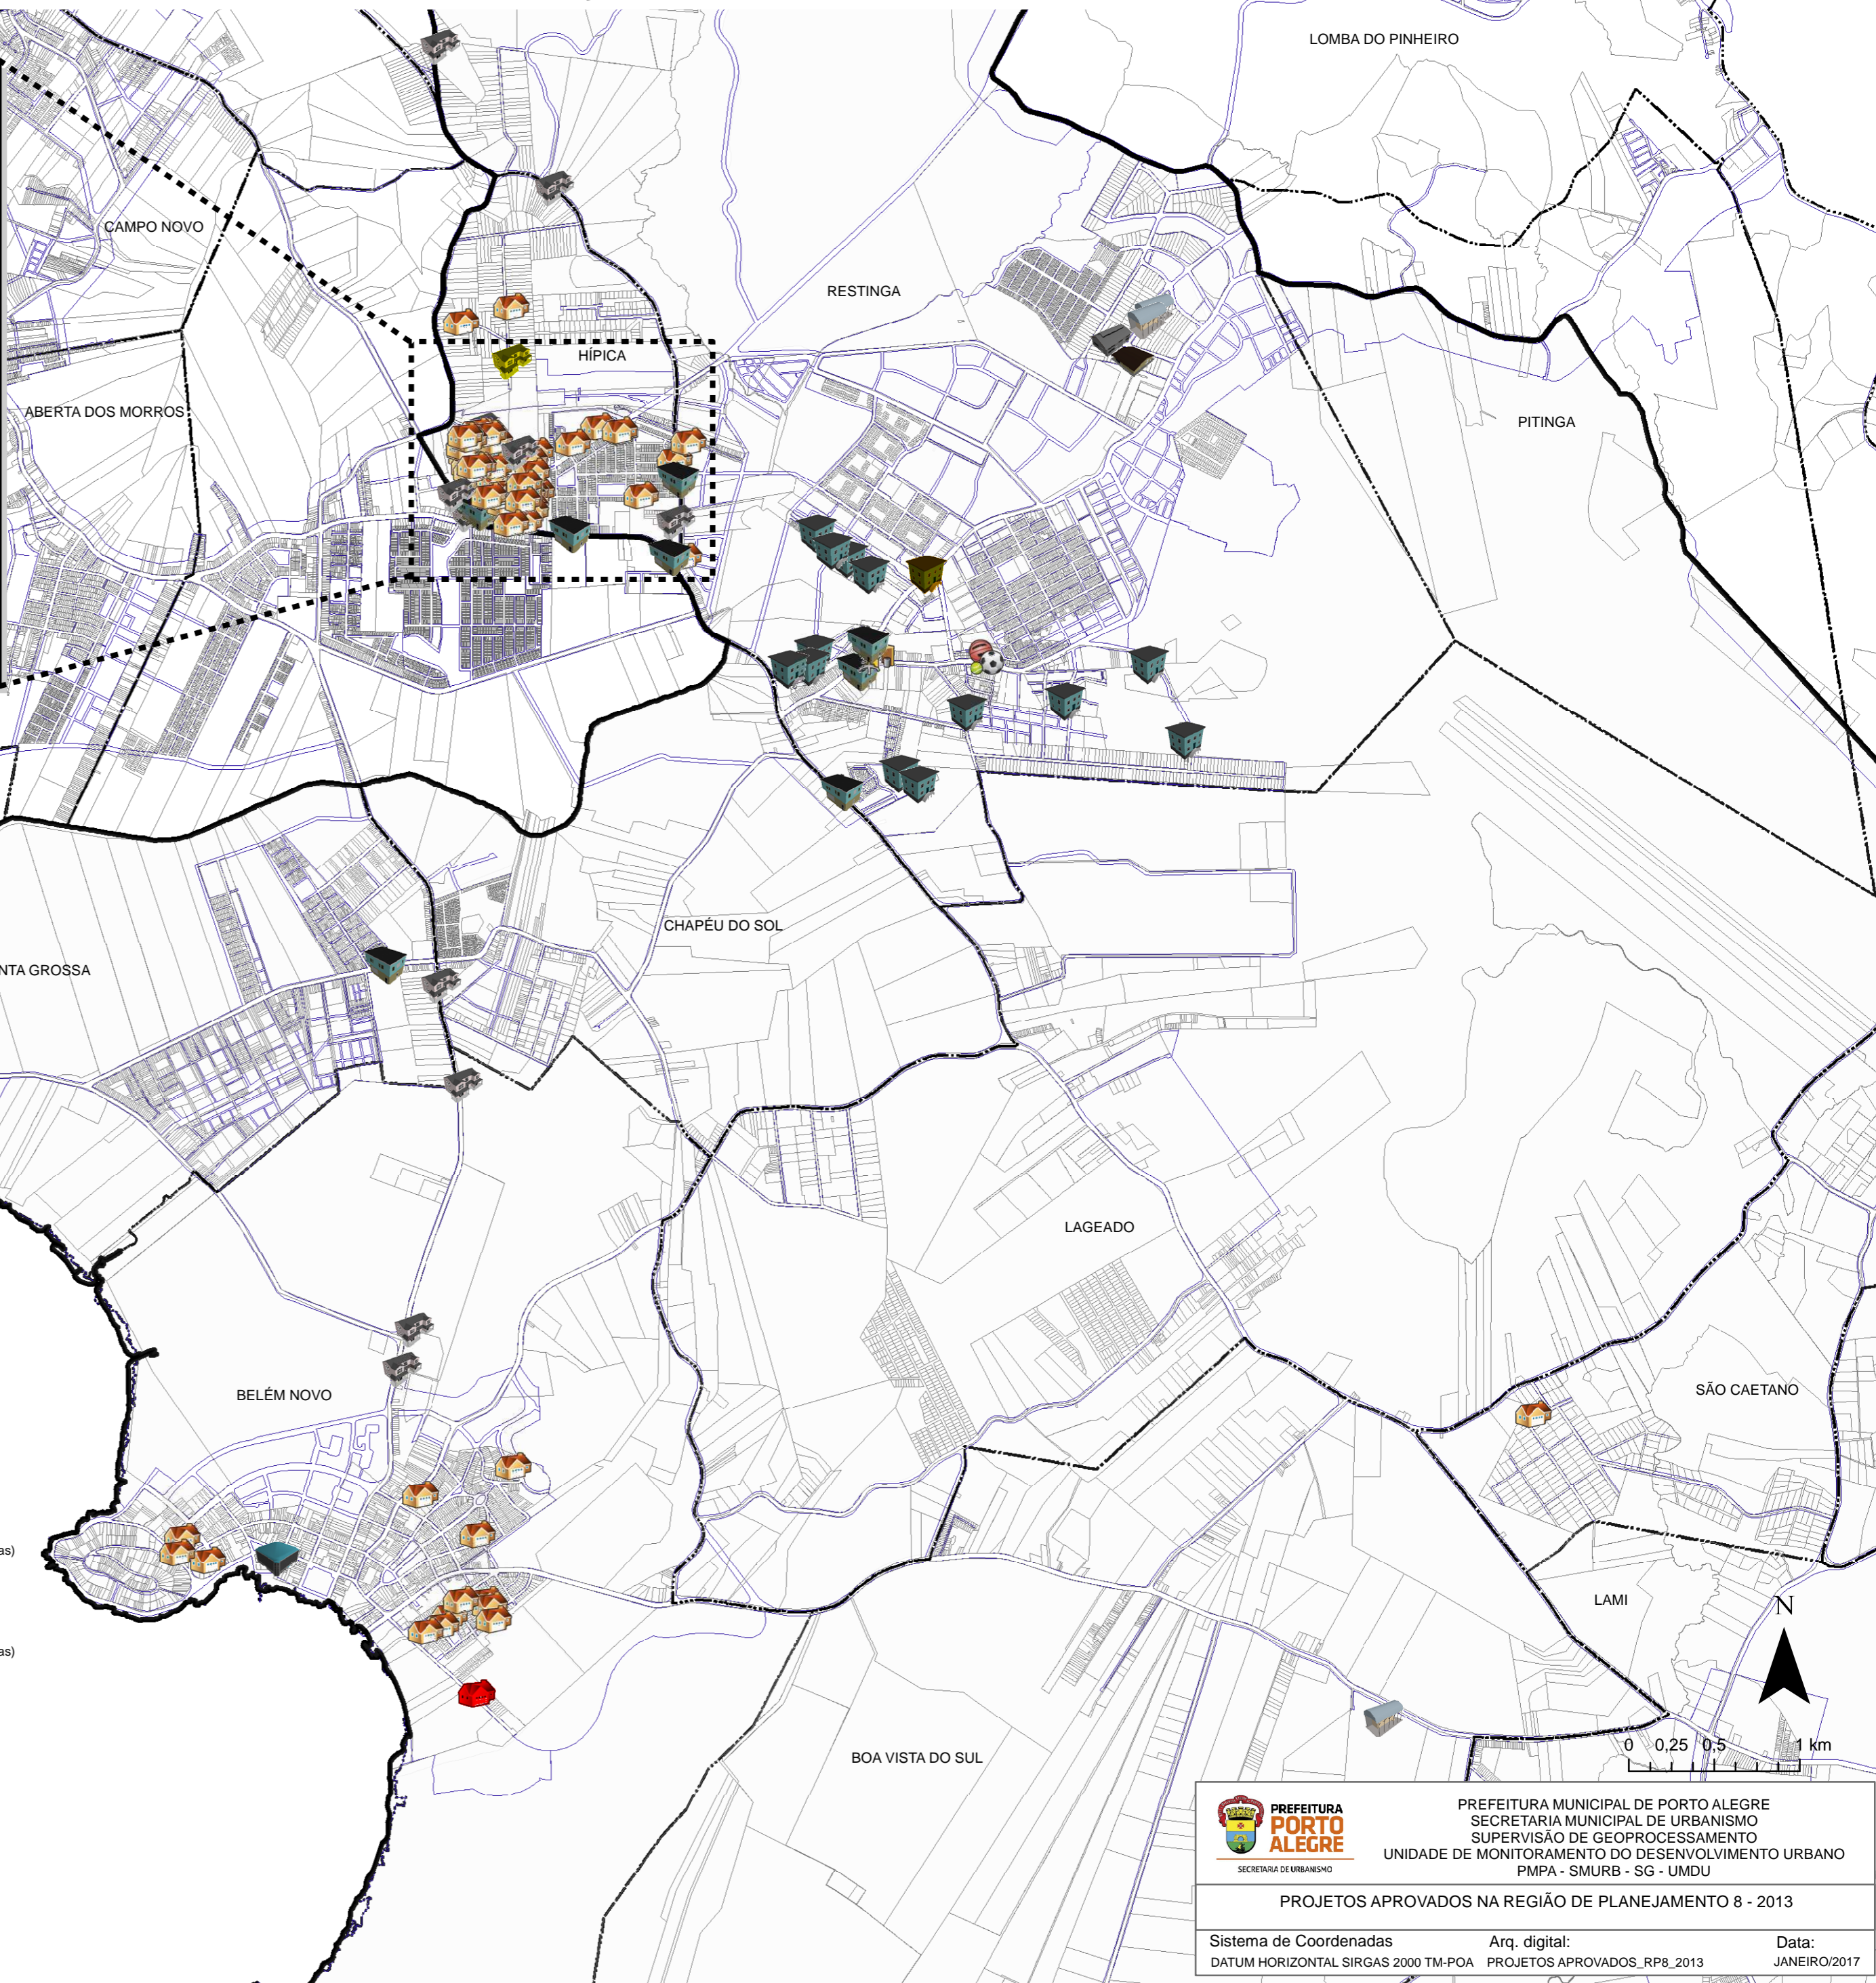 LOMBA DO PINHEIRO
CAMPO NOVO
RESTINGA
HÍPICA
ABERTA DOS MORROS
PITINGA
CHAPÉU DO SOL
NTA GROSSA
LAGEADO
SÃO CAETANO
BELÉM NOVO
as)
LAMI
N
as)
0 0,25 0,5 1 km
BOA VISTA DO SUL
PREFEITURA
PORTO
ALEGRE
SECRETARIA DE URBANISMO
PREFEITURA MUNICIPAL DE PORTO ALEGRE
SECRETARIA MUNICIPAL DE URBANISMO
SUPERVISÃO DE GEOPROCESSAMENTO
UNIDADE DE MONITORAMENTO DO DESENVOLVIMENTO URBANO
PMPA - SMURB - SG - UMDU
PROJETOS APROVADOS NA REGIÃO DE PLANEJAMENTO 8 - 2013
Sistema de Coordenadas
DATUM HORIZONTAL SIRGAS 2000 TM-POA
Arq. digital:
PROJETOS APROVADOS_RP8_2013
Data:
JANEIRO/2017